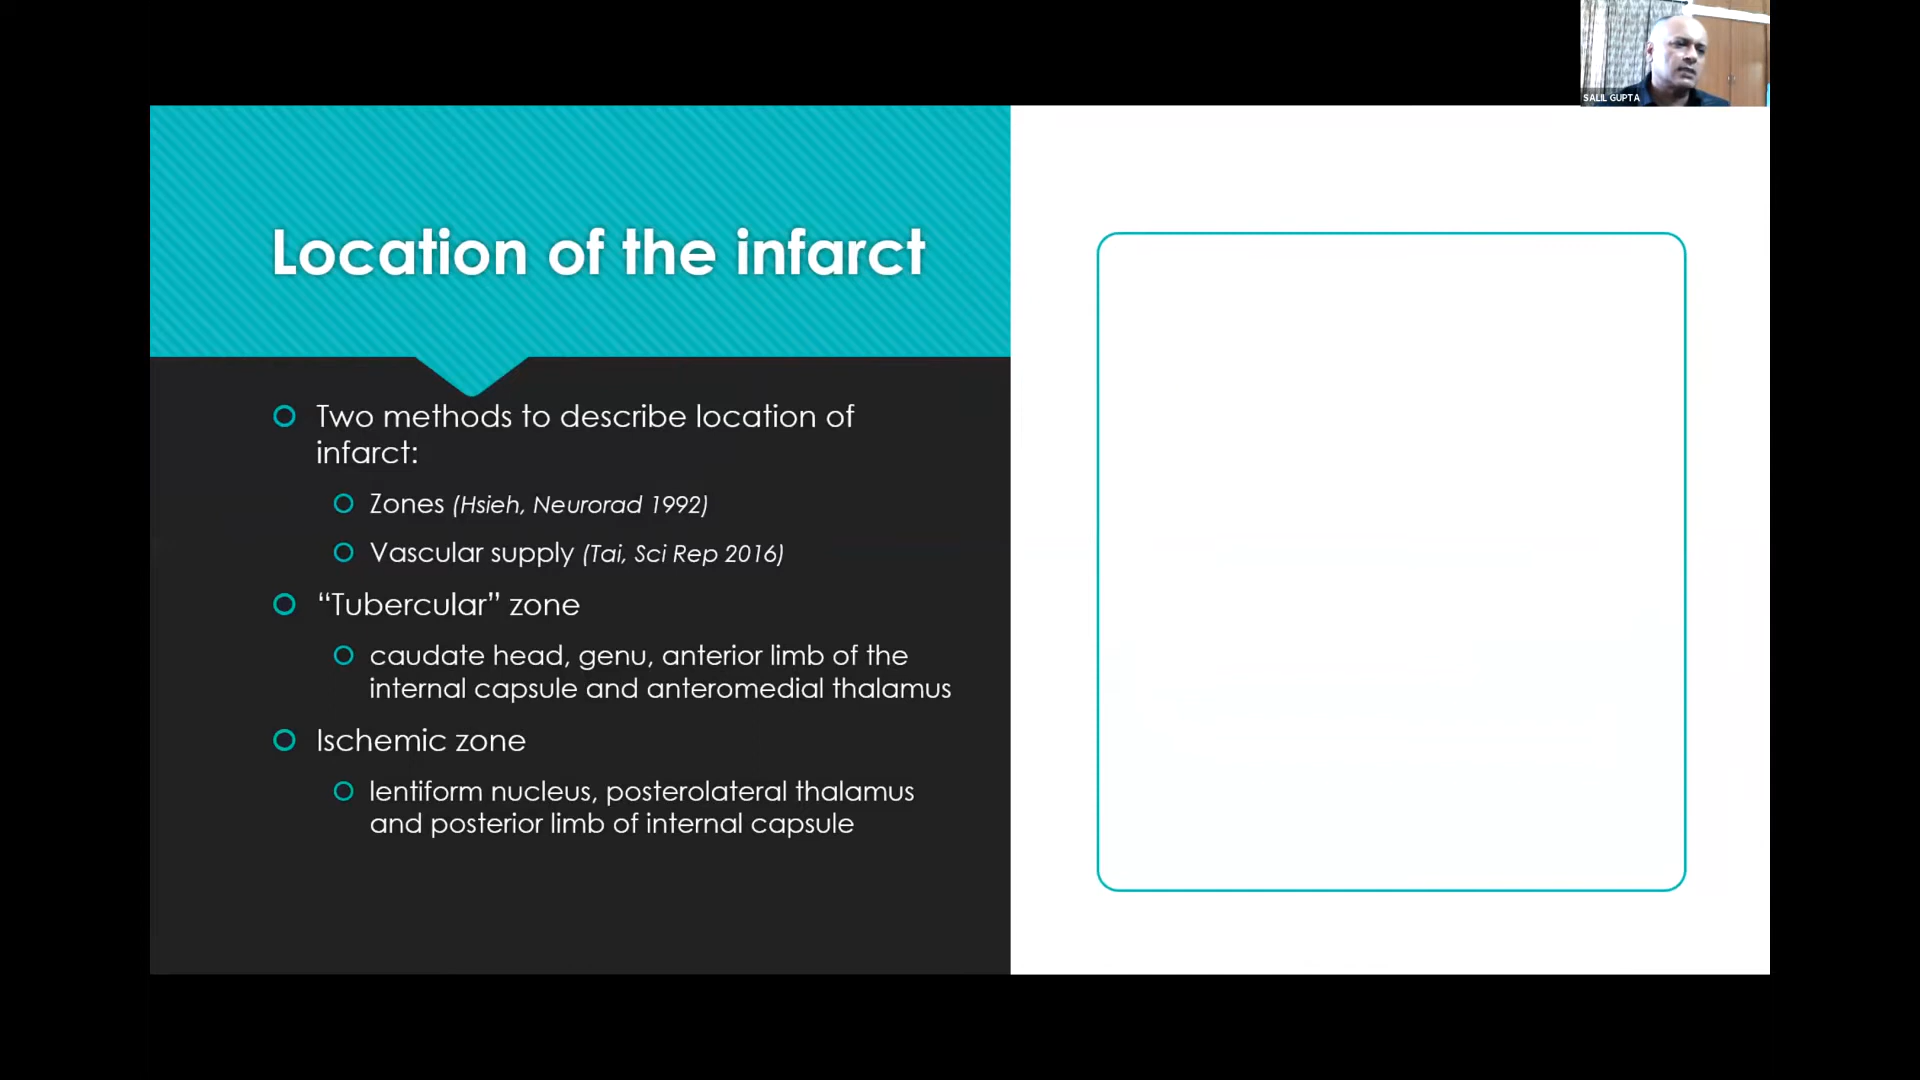 SALIL GUPTA
Location of the infarct
Two methods to describe location of
infarct:
Zones (Hsieh, Neurorad 1992)
Vascular supply (Tai, Sci Rep 2016)
“Tubercular” zone
caudate head, genu, anterior limb of the
internal capsule and anteromedial thalamus
Ischemic zone
lentiform nucleus, posterolateral thalamus
and posterior limb of internal capsule